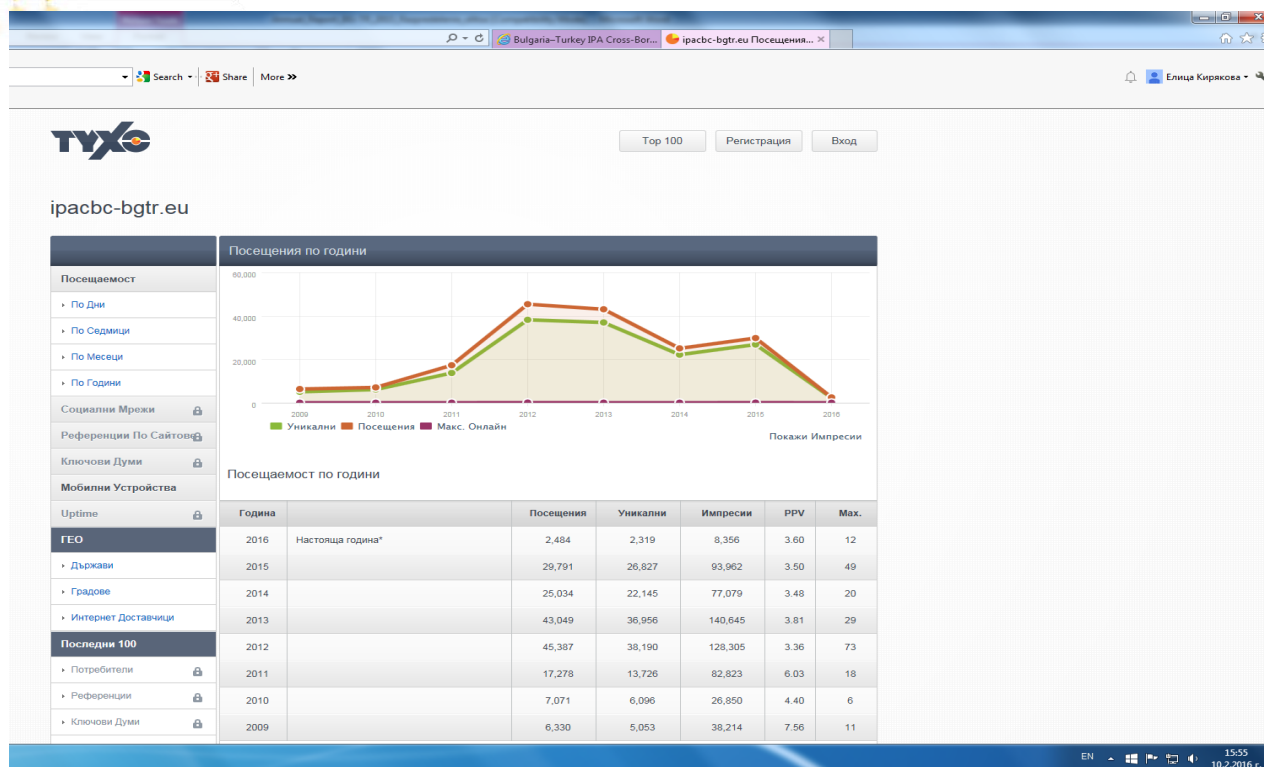 Bulgaria–Turkey IPA Cross-Bor... ipacbc-bgtr.eu Посещения... ×
Search Share More »
Елица Кирякова
TYXO
Top 100 Регистрация Вход
ipacbc-bgtr.eu
Посещения по години
Посещаемост
По Дни
По Седмици
По Месеци
По Години
Социални Мрежи
Референции По Сайтове
Ключови Думи
Мобилни Устройства
Uptime
ГЕО
Държави
Градове
Интернет Доставчици
Последни 100
Потребители
Референции
Ключови Думи
60,000
40,000
20,000
0
2009 2010 2011 2012 2013 2014 2015 2016
Уникални Посещения Макс. Онлайн
Покажи Импресии
Посещаемост по години
Година Посещения Уникални Импресии PPV Max.
2016 Настояща година* 2,484 2,319 8,356 3.60 12
2015 29,791 26,827 93,962 3.50 49
2014 25,034 22,145 77,079 3.48 20
2013 43,049 36,956 140,645 3.81 29
2012 45,387 38,190 128,305 3.36 73
2011 17,278 13,726 82,823 6.03 18
2010 7,071 6,096 26,850 4.40 6
2009 6,330 5,053 38,214 7.56 11
EN 15:55
10.2.2016 г.